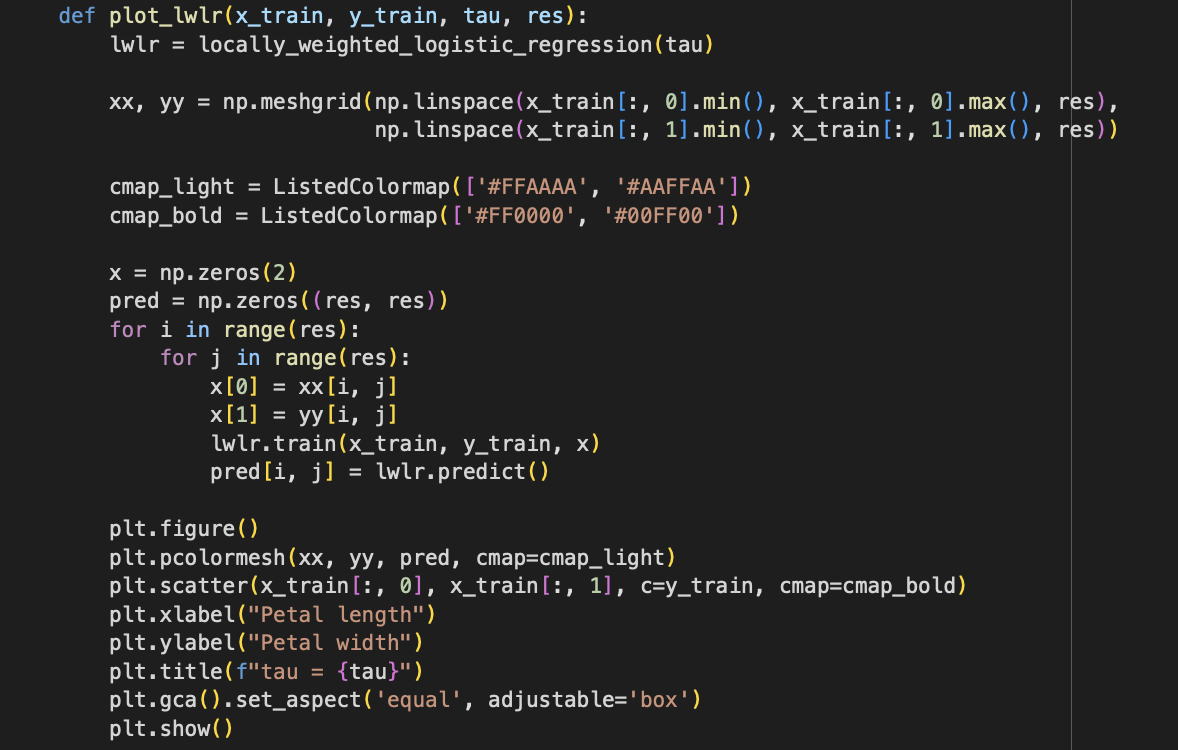 def plot_lwlr(x_train, y_train, tau, res):
    lwlr = locally_weighted_logistic_regression(tau)

    xx, yy = np.meshgrid(np.linspace(x_train[:, 0].min(), x_train[:, 0].max(), res),
                         np.linspace(x_train[:, 1].min(), x_train[:, 1].max(), res))

    cmap_light = ListedColormap(['#FFAAAA', '#AAFFAA'])
    cmap_bold = ListedColormap(['#FF0000', '#00FF00'])

    x = np.zeros(2)
    pred = np.zeros((res, res))
    for i in range(res):
        for j in range(res):
            x[0] = xx[i, j]
            x[1] = yy[i, j]
            lwlr.train(x_train, y_train, x)
            pred[i, j] = lwlr.predict()

    plt.figure()
    plt.pcolormesh(xx, yy, pred, cmap=cmap_light)
    plt.scatter(x_train[:, 0], x_train[:, 1], c=y_train, cmap=cmap_bold)
    plt.xlabel("Petal length")
    plt.ylabel("Petal width")
    plt.title(f"tau = {tau}")
    plt.gca().set_aspect('equal', adjustable='box')
    plt.show()